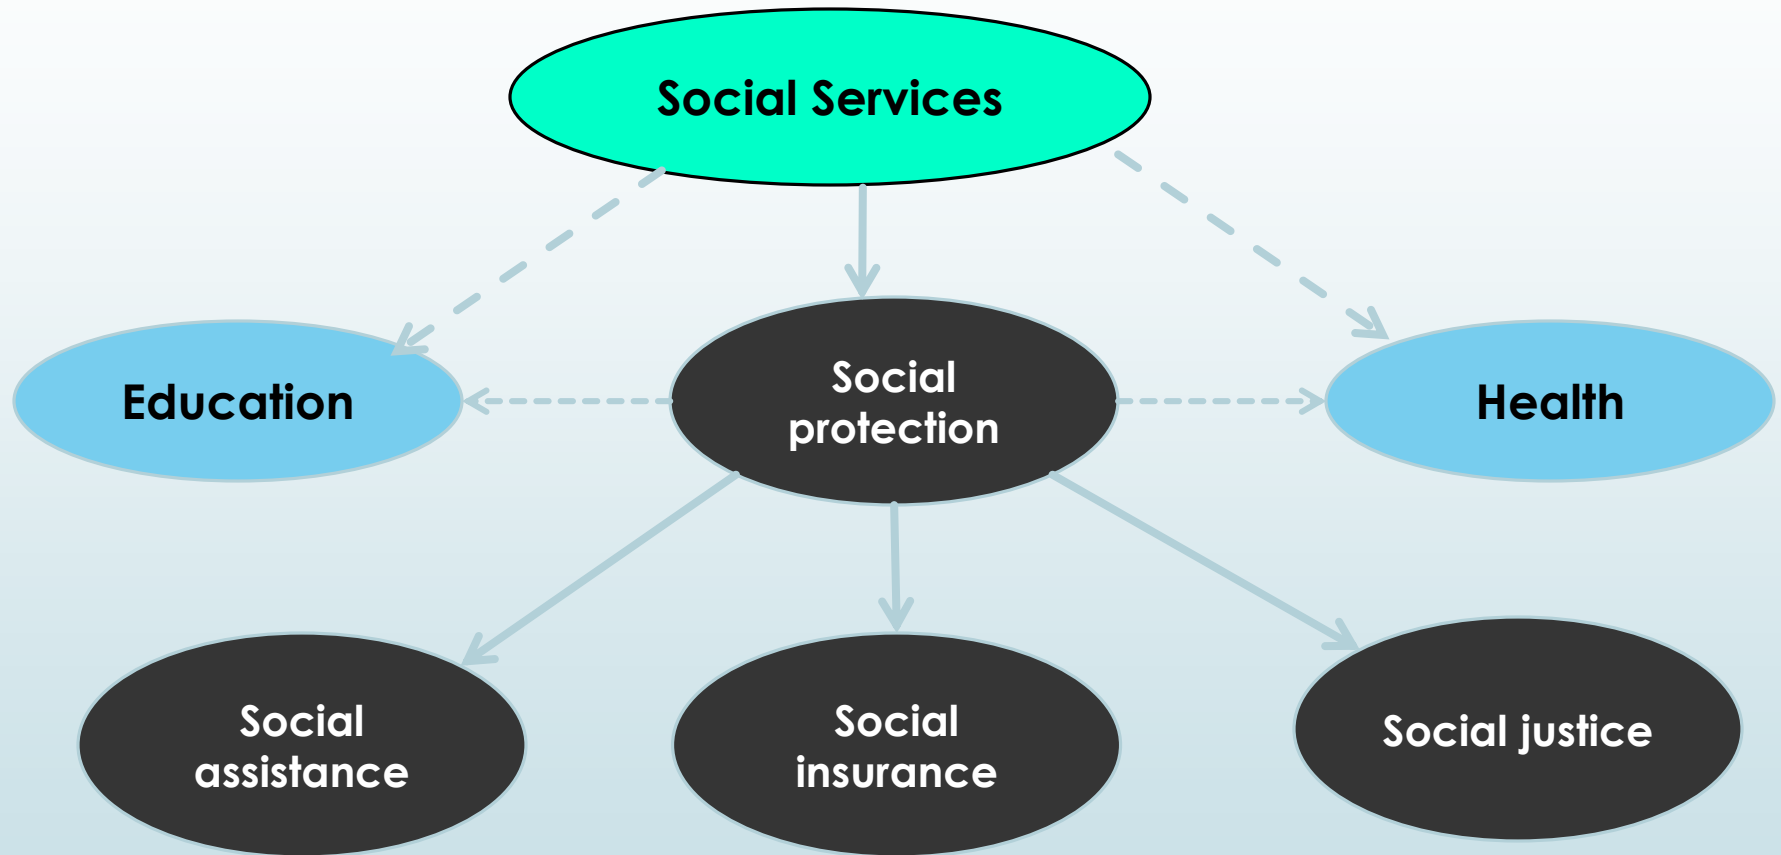 Social Services
Education
Social
protection
Health
Social
assistance
Social
insurance
Social justice